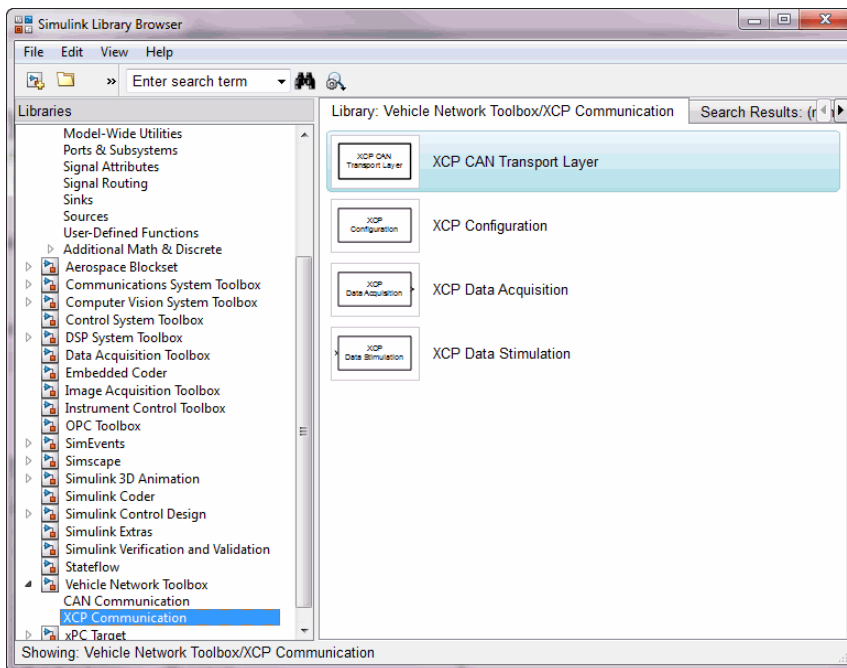 Simulink Library Browser
File Edit View Help
» Enter search term
Libraries
Library: Vehicle Network Toolbox/XCP Communication
Search Results:
Model-Wide Utilities
Ports & Subsystems
Signal Attributes
Signal Routing
Sinks
Sources
User-Defined Functions
Additional Math & Discrete
Aerospace Blockset
Communications System Toolbox
Computer Vision System Toolbox
Control System Toolbox
DSP System Toolbox
Data Acquisition Toolbox
Embedded Coder
Image Acquisition Toolbox
Instrument Control Toolbox
OPC Toolbox
SimEvents
Simscape
Simulink 3D Animation
Simulink Coder
Simulink Control Design
Simulink Extras
Simulink Verification and Validation
Stateflow
Vehicle Network Toolbox
CAN Communication
XCP Communication
xPC Target
XCP CAN
Transport Layer
XCP CAN Transport Layer
XCP
Configuration
XCP Configuration
XCP
Data Acquisition
XCP Data Acquisition
XCP
Data Stimulation
XCP Data Stimulation
Showing: Vehicle Network Toolbox/XCP Communication